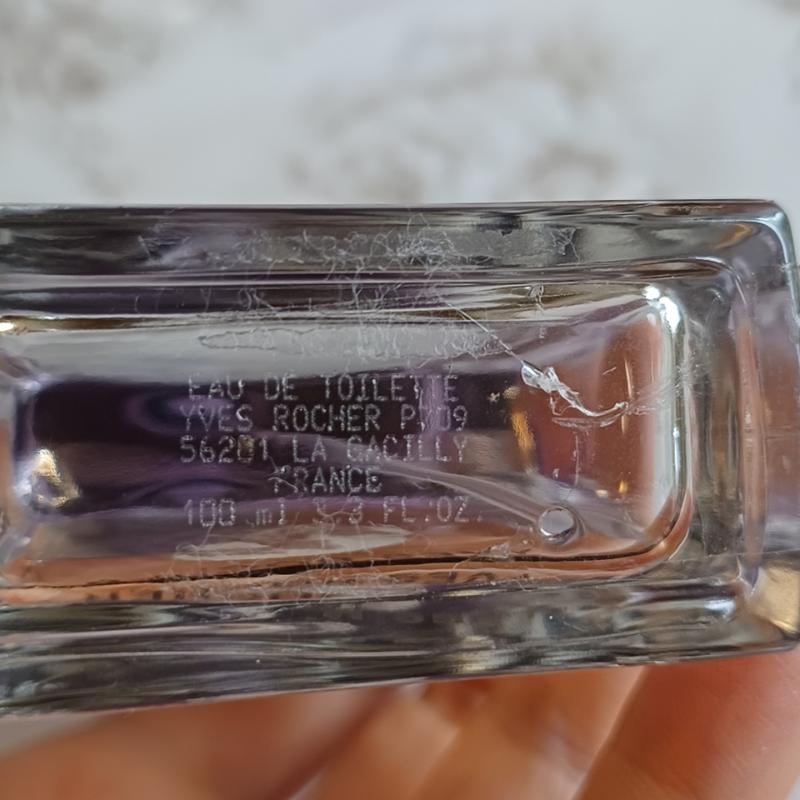 EAU DE TOILETTE
YVES ROCHER
56201 LA GACILLY
FRANCE
100 ml 3.3 FL.OZ.